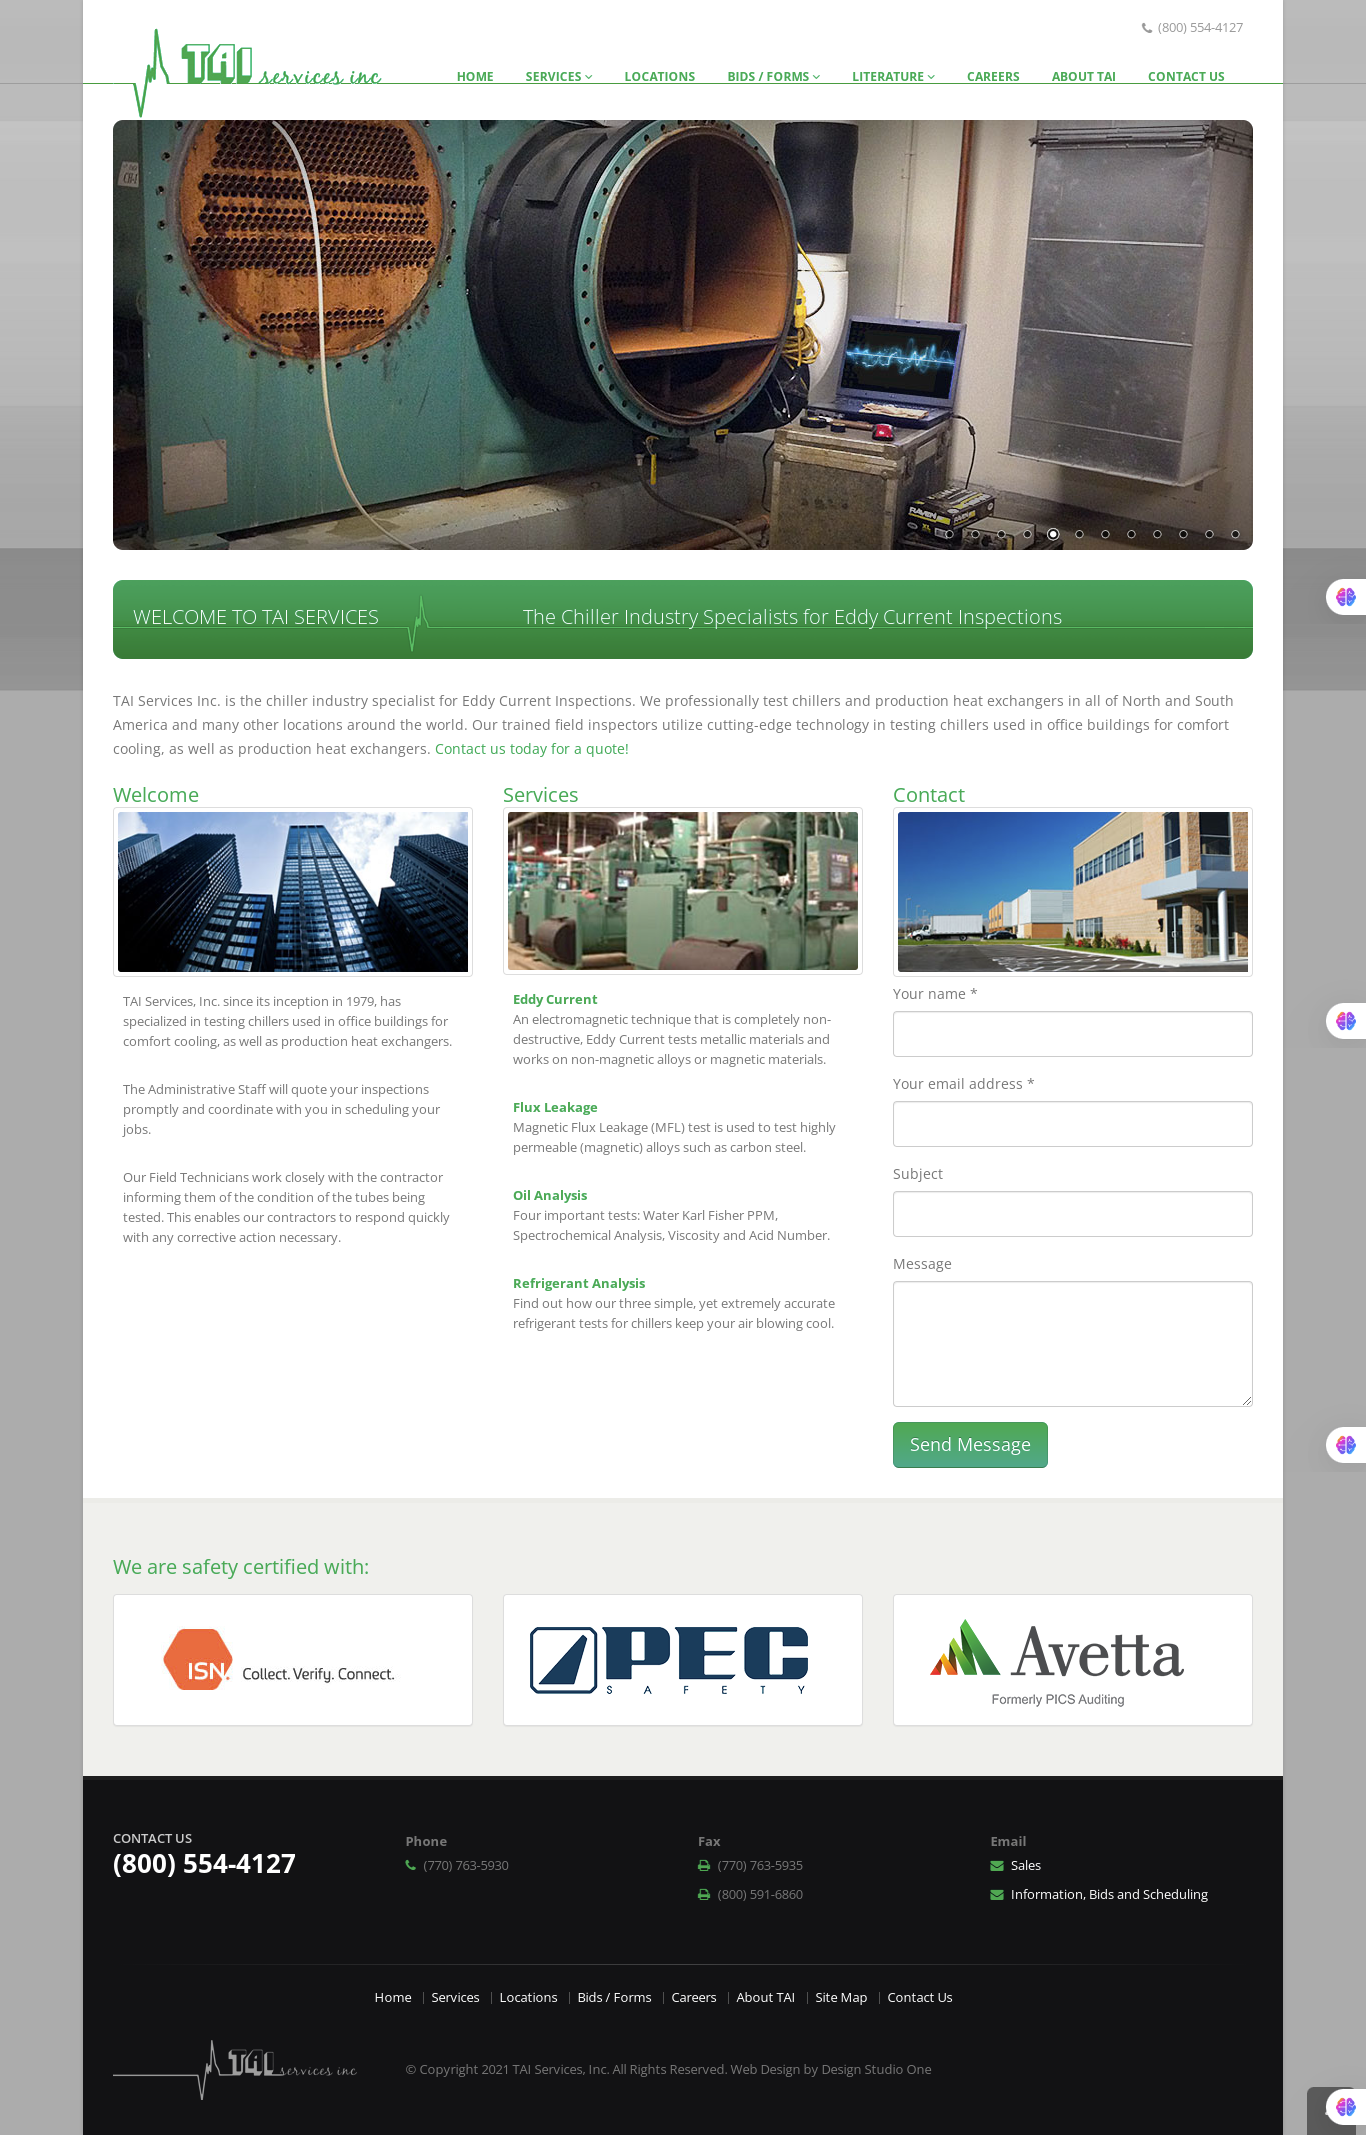 (800) 554-4127
TAI services inc
HOME SERVICES LOCATIONS BIDS / FORMS LITERATURE CAREERS ABOUT TAI CONTACT US
RAVEN
XL
RAVEN
WELCOME TO TAI SERVICES
The Chiller Industry Specialists for Eddy Current Inspections
TAI Services Inc. is the chiller industry specialist for Eddy Current Inspections. We professionally test chillers and production heat exchangers in all of North and South
America and many other locations around the world. Our trained field inspectors utilize cutting-edge technology in testing chillers used in office buildings for comfort
cooling, as well as production heat exchangers. Contact us today for a quote!
Welcome
TAI Services, Inc. since its inception in 1979, has
specialized in testing chillers used in office buildings for
comfort cooling, as well as production heat exchangers.
The Administrative Staff will quote your inspections
promptly and coordinate with you in scheduling your
jobs.
Our Field Technicians work closely with the contractor
informing them of the condition of the tubes being
tested. This enables our contractors to respond quickly
with any corrective action necessary.
Services
Eddy Current
An electromagnetic technique that is completely non-
destructive, Eddy Current tests metallic materials and
works on non-magnetic alloys or magnetic materials.
Flux Leakage
Magnetic Flux Leakage (MFL) test is used to test highly
permeable (magnetic) alloys such as carbon steel.
Oil Analysis
Four important tests: Water Karl Fisher PPM,
Spectrochemical Analysis, Viscosity and Acid Number.
Refrigerant Analysis
Find out how our three simple, yet extremely accurate
refrigerant tests for chillers keep your air blowing cool.
Contact
Your name *
Your email address *
Subject
Message
Send Message
We are safety certified with:
ISN. Collect. Verify. Connect.
PEC
SAFETY
Avetta
Formerly PICS Auditing
CONTACT US
(800) 554-4127
Phone
(770) 763-5930
Fax
(770) 763-5935
(800) 591-6860
Email
Sales
Information, Bids and Scheduling
Home Services Locations Bids / Forms Careers About TAI Site Map Contact Us
TAI services inc
© Copyright 2021 TAI Services, Inc. All Rights Reserved. Web Design by Design Studio One